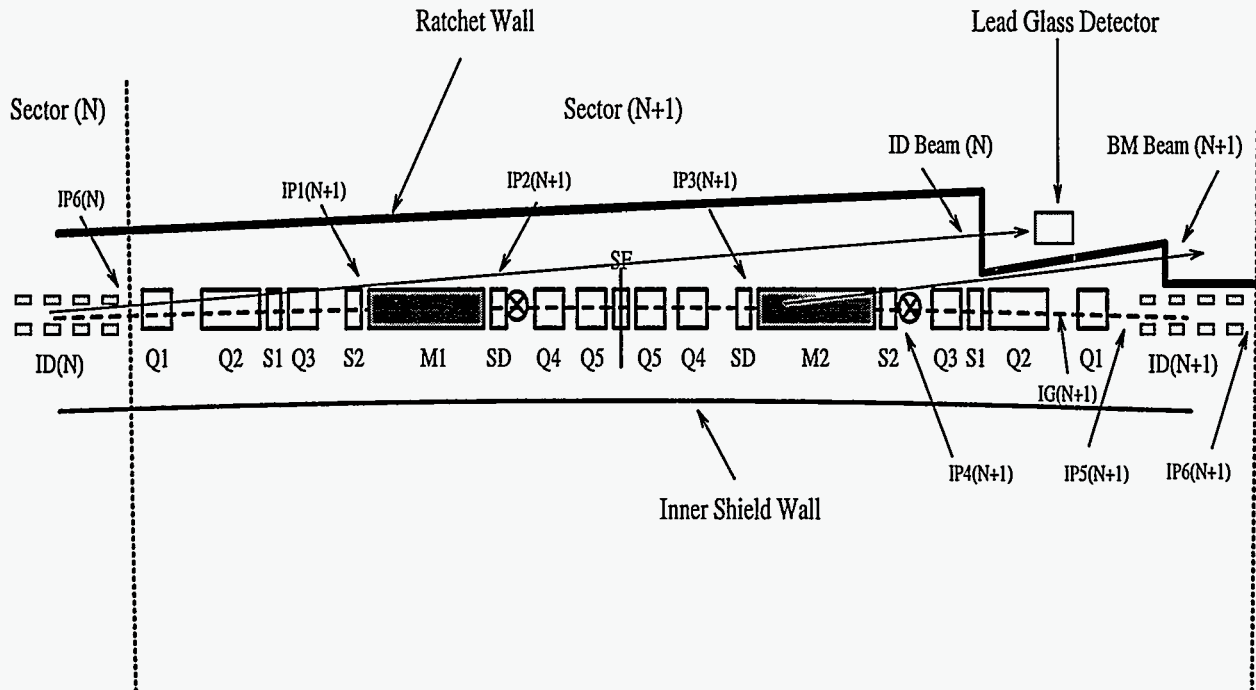 Ratchet Wall
Lead Glass Detector
Sector (N)
Sector (N+1)
ID Beam (N)
BM Beam (N+1)
IP6(N)
IP1(N+1)
IP2(N+1)
IP3(N+1)
SF
ID(N)
Q1
Q2
S1
Q3
S2
M1
SD
Q4
Q5
Q5
Q4
SD
M2
S2
Q3
S1
Q2
Q1
ID(N+1)
IG(N+1)
IP4(N+1)
IP5(N+1)
IP6(N+1)
Inner Shield Wall